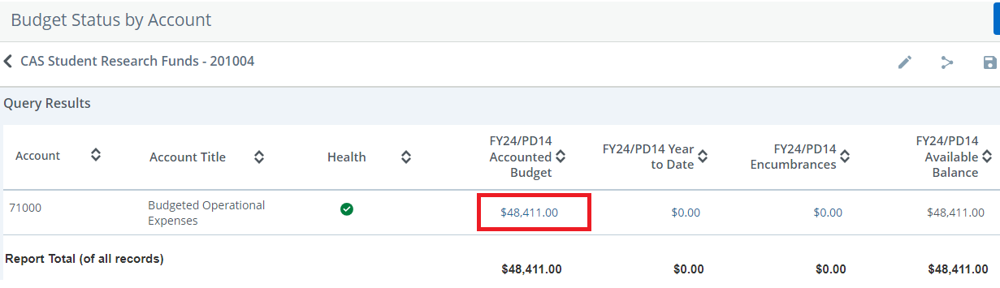 Budget Status by Account
CAS Student Research Funds - 201004
Query Results
Account
Account Title
Health
FY24/PD14
Accounted
Budget
FY24/PD14 Year
to Date
FY24/PD14
Encumbrances
FY24/PD14
Available
Balance
71000
Budgeted Operational
Expenses
$48,411.00
$0.00
$0.00
$48,411.00
Report Total (of all records)
$48,411.00
$0.00
$0.00
$48,411.00